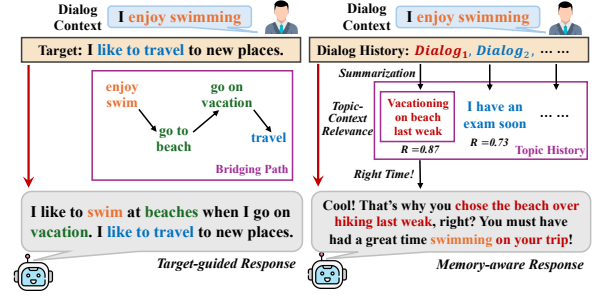 Dialog
Context
I enjoy swimming
Target: I like to travel to new places.
enjoy
swim
go on
vacation
go to
beach
travel
Bridging Path
I like to swim at beaches when I go on
vacation. I like to travel to new places.
Target-guided Response
Dialog
Context
I enjoy swimming
Dialog History: Dialog1, Dialog2, ... ...
Summarization
Topic-
Context
Relevance
Vacationing
on beach
last weak
R =0.87
I have an
exam soon
R =0.73
... ...
Topic History
Right Time!
Cool! That's why you chose the beach over
hiking last weak, right? You must have
had a great time swimming on your trip!
Memory-aware Response